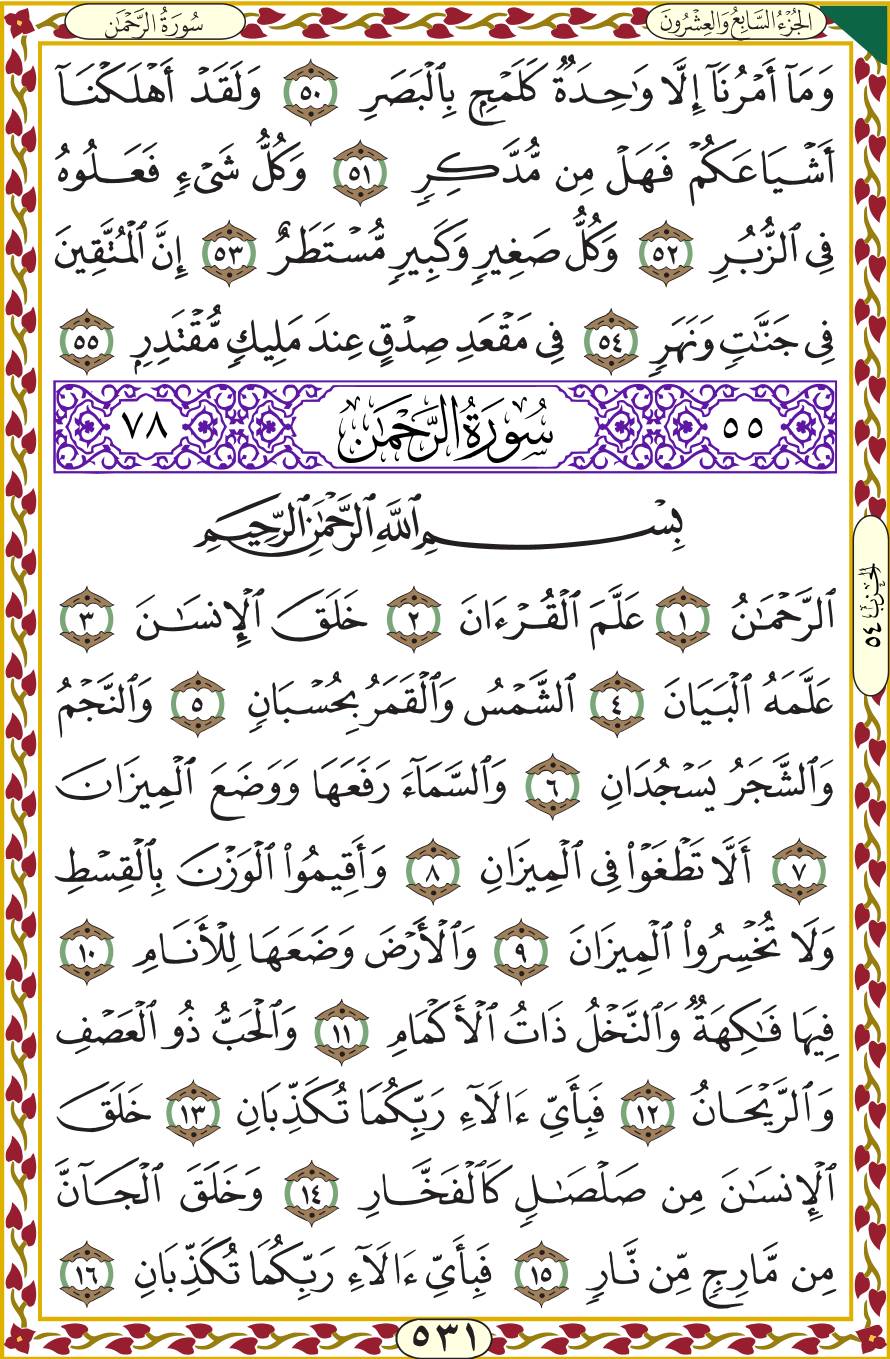 الجُزْءُ السَّابِعُ وَالعِشْرُونَ
سُورَةُ الرَّحْمَٰن
وَمَآ أَمْرُنَآ إِلَّا وَٰحِدَةٌ كَلَمْحٍۭ بِٱلْبَصَرِ ٥٠ وَلَقَدْ أَهْلَكْنَآ
أَشْيَاعَكُمْ فَهَلْ مِن مُّدَّكِرٍ ٥١ وَكُلُّ شَىْءٍ فَعَلُوهُ
فِى ٱلزُّبُرِ ٥٢ وَكُلُّ صَغِيرٍ وَكَبِيرٍ مُّسْتَطَرٌ ٥٣ إِنَّ ٱلْمُتَّقِينَ
فِى جَنَّٰتٍ وَنَهَرٍ ٥٤ فِى مَقْعَدِ صِدْقٍ عِندَ مَلِيكٍ مُّقْتَدِرٍۭ ٥٥
٥٥ سُورَةُ الرَّحْمَٰن ٧٨
بِسْمِ ٱللَّهِ ٱلرَّحْمَٰنِ ٱلرَّحِيمِ
ٱلرَّحْمَٰنُ ١ عَلَّمَ ٱلْقُرْءَانَ ٢ خَلَقَ ٱلْإِنسَٰنَ ٣
عَلَّمَهُ ٱلْبَيَانَ ٤ ٱلشَّمْسُ وَٱلْقَمَرُ بِحُسْبَانٍ ٥ وَٱلنَّجْمُ
وَٱلشَّجَرُ يَسْجُدَانِ ٦ وَٱلسَّمَآءَ رَفَعَهَا وَوَضَعَ ٱلْمِيزَانَ
٧ أَلَّا تَطْغَوْا۟ فِى ٱلْمِيزَانِ ٨ وَأَقِيمُوا۟ ٱلْوَزْنَ بِٱلْقِسْطِ
وَلَا تُخْسِرُوا۟ ٱلْمِيزَانَ ٩ وَٱلْأَرْضَ وَضَعَهَا لِلْأَنَامِ ١٠
فِيهَا فَٰكِهَةٌ وَٱلنَّخْلُ ذَاتُ ٱلْأَكْمَامِ ١١ وَٱلْحَبُّ ذُو ٱلْعَصْفِ
وَٱلرَّيْحَانُ ١٢ فَبِأَىِّ ءَالَآءِ رَبِّكُمَا تُكَذِّبَانِ ١٣ خَلَقَ
ٱلْإِنسَٰنَ مِن صَلْصَٰلٍ كَٱلْفَخَّارِ ١٤ وَخَلَقَ ٱلْجَآنَّ
مِن مَّارِجٍ مِّن نَّارٍ ١٥ فَبِأَىِّ ءَالَآءِ رَبِّكُمَا تُكَذِّبَانِ ١٦
الحِزْبُ ٥٤
٥٣١